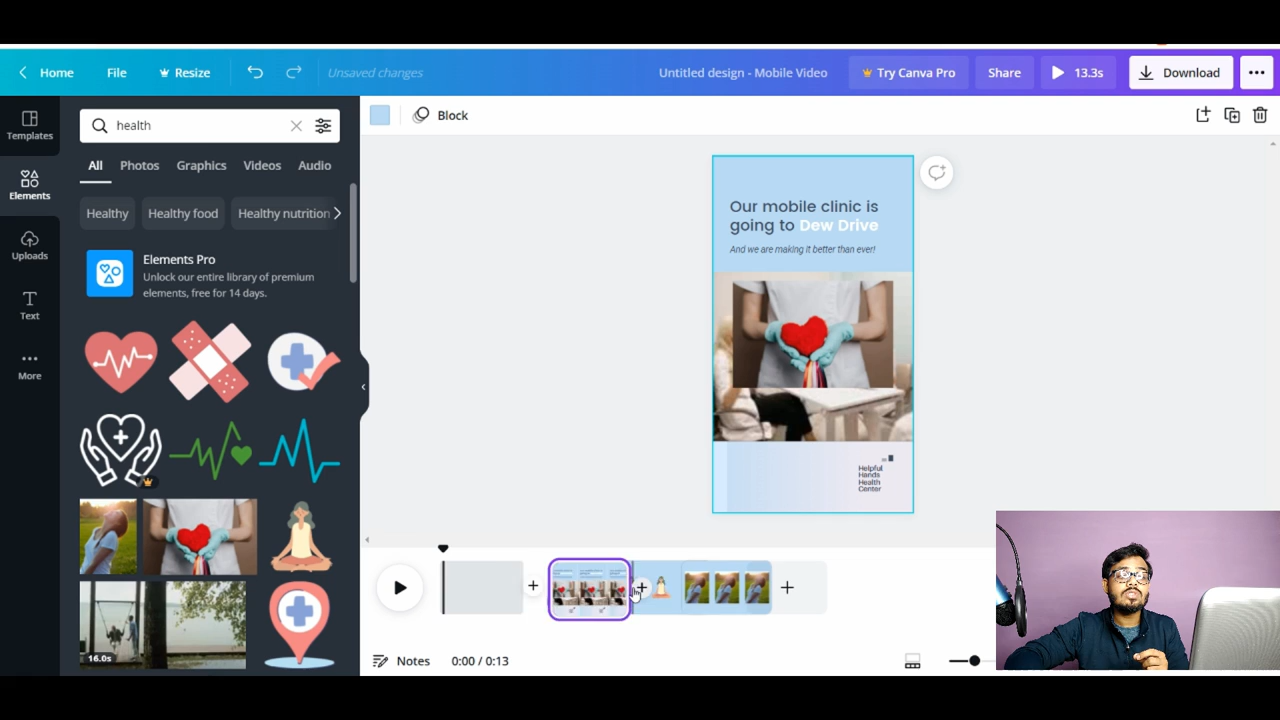 Home
File
Resize
Unsaved changes
Untitled design - Mobile Video
Try Canva Pro
Share
13.3s
Download
Templates
Elements
Uploads
Text
More
health
All
Photos
Graphics
Videos
Audio
Healthy
Healthy food
Healthy nutrition
Elements Pro
Unlock our entire library of premium
elements, free for 14 days.
16.0s
Block
Our mobile clinic is
going to Dew Drive
And we are making it better than ever!
Helpful
Hands
Health
Center
Notes
0:00 / 0:13